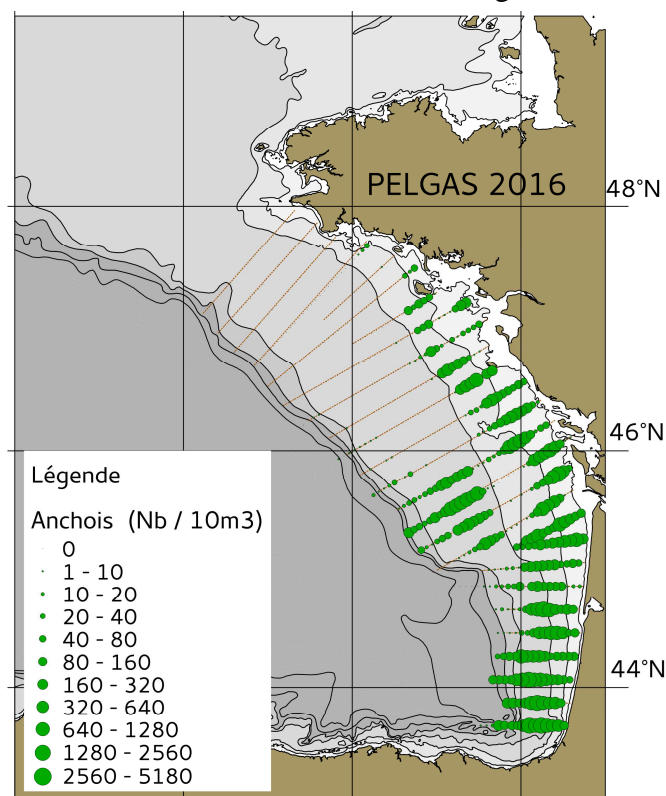 PELGAS 2016
48°N
46°N
44°N
Légende
Anchois (Nb / 10m3)
0
1 - 10
10 - 20
20 - 40
40 - 80
80 - 160
160 - 320
320 - 640
640 - 1280
1280 - 2560
2560 - 5180